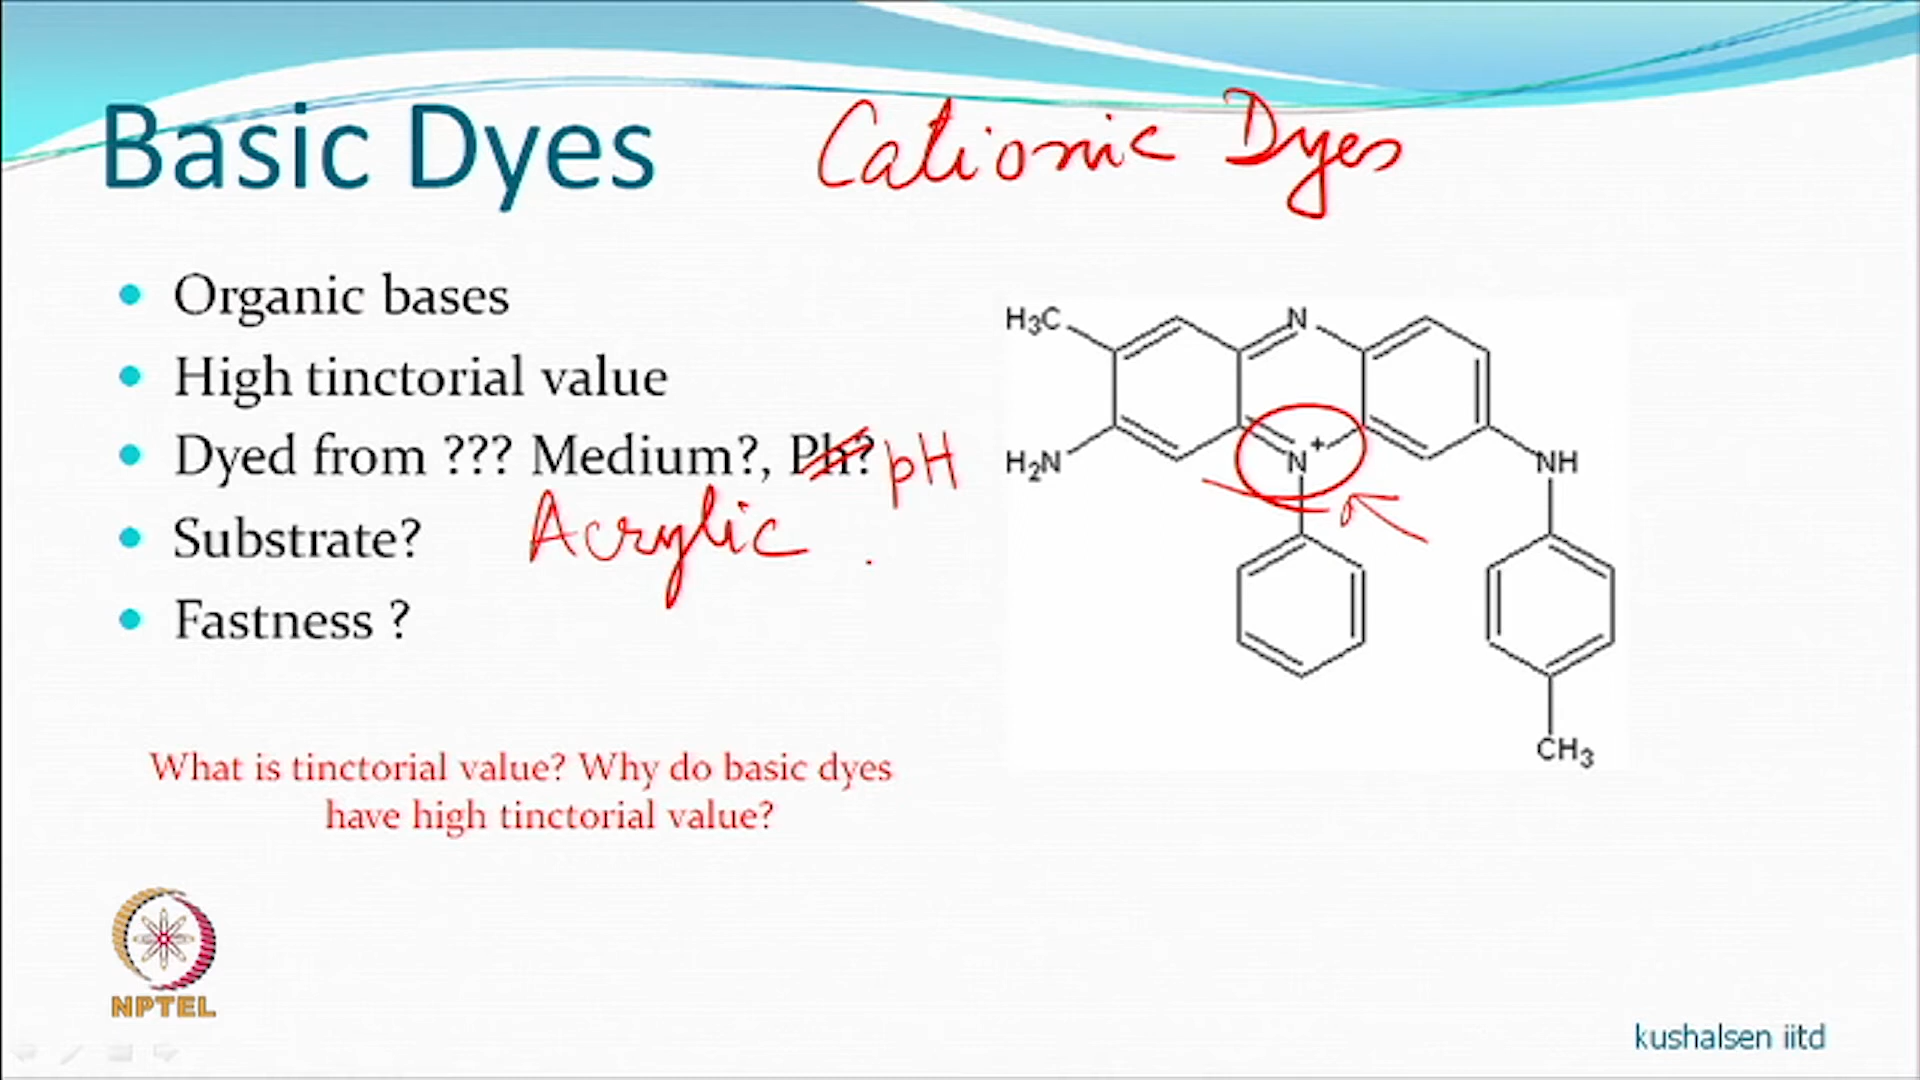 Basic Dyes Cationic Dyes
Organic bases
High tinctorial value
Dyed from ??? Medium?, Ph? pH
Substrate? Acrylic
Fastness ?
What is tinctorial value? Why do basic dyes
have high tinctorial value?
H₃C
N
H₂N
N⁺
NH
CH₃
NPTEL
kushalsen iitd